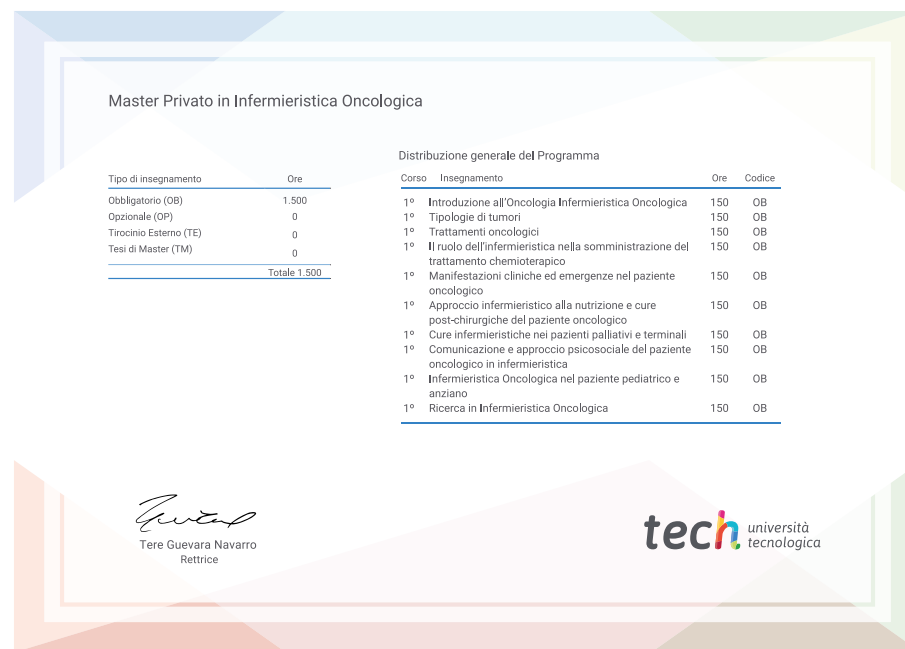 Master Privato in Infermieristica Oncologica
Tipo di insegnamento Ore
Obbligatorio (OB) 1.500
Opzionale (OP) 0
Tirocinio Esterno (TE) 0
Tesi di Master (TM) 0
Totale 1.500
Distribuzione generale del Programma
Corso Insegnamento Ore Codice
1º Introduzione all'Oncologia Infermieristica Oncologica 150 OB
1º Tipologie di tumori 150 OB
1º Trattamenti oncologici 150 OB
1º Il ruolo dell'infermieristica nella somministrazione del 150 OB
trattamento chemioterapico
1º Manifestazioni cliniche ed emergenze nel paziente 150 OB
oncologico
1º Approccio infermieristico alla nutrizione e cure 150 OB
post-chirurgiche del paziente oncologico
1º Cure infermieristiche nei pazienti palliativi e terminali 150 OB
1º Comunicazione e approccio psicosociale del paziente 150 OB
oncologico in infermieristica
1º Infermieristica Oncologica nel paziente pediatrico e 150 OB
anziano
1º Ricerca in Infermieristica Oncologica 150 OB
Tere Guevara Navarro
Rettrice
tech università
tecnologica